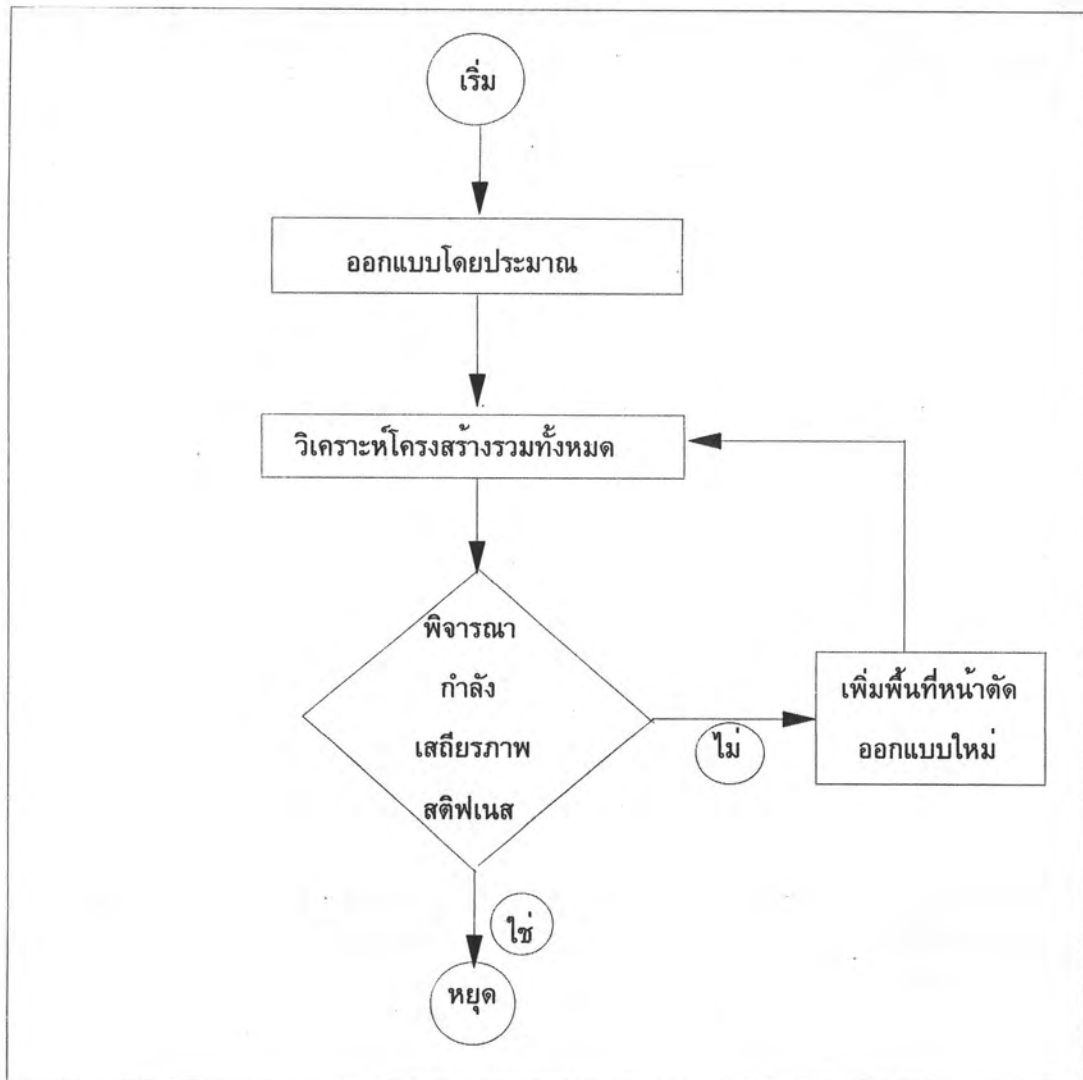 เริ่ม
ออกแบบโดยประมาณ
วิเคราะห์โครงสร้างรวมทั้งหมด
พิจารณา
กำลัง
เสถียรภาพ
สติฟเนส
ไม่
เพิ่มพื้นที่หน้าตัด
ออกแบบใหม่
ใช่
หยุด